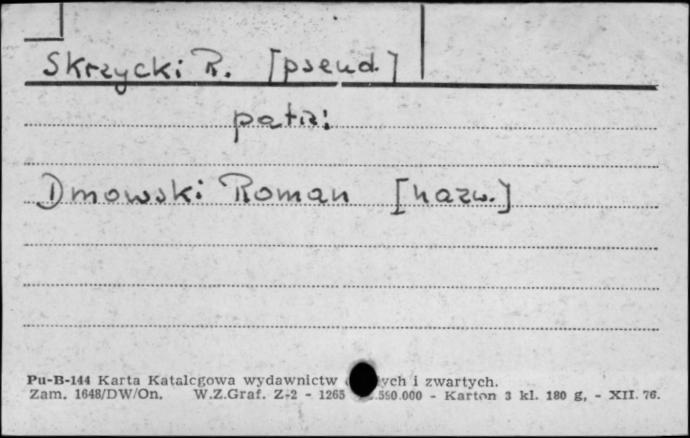 Skrzycki R. [pseud.]
patrz:
Dmowski Roman [nazw.]
Pu-B-144 Karta Katalogowa wydawnictw ych i zwartych.
Zam. 1648/DW/On. W.Z.Graf. Z-2 - 1265 .550.000 - Karton 3 kl. 180 g, - XII. 76.